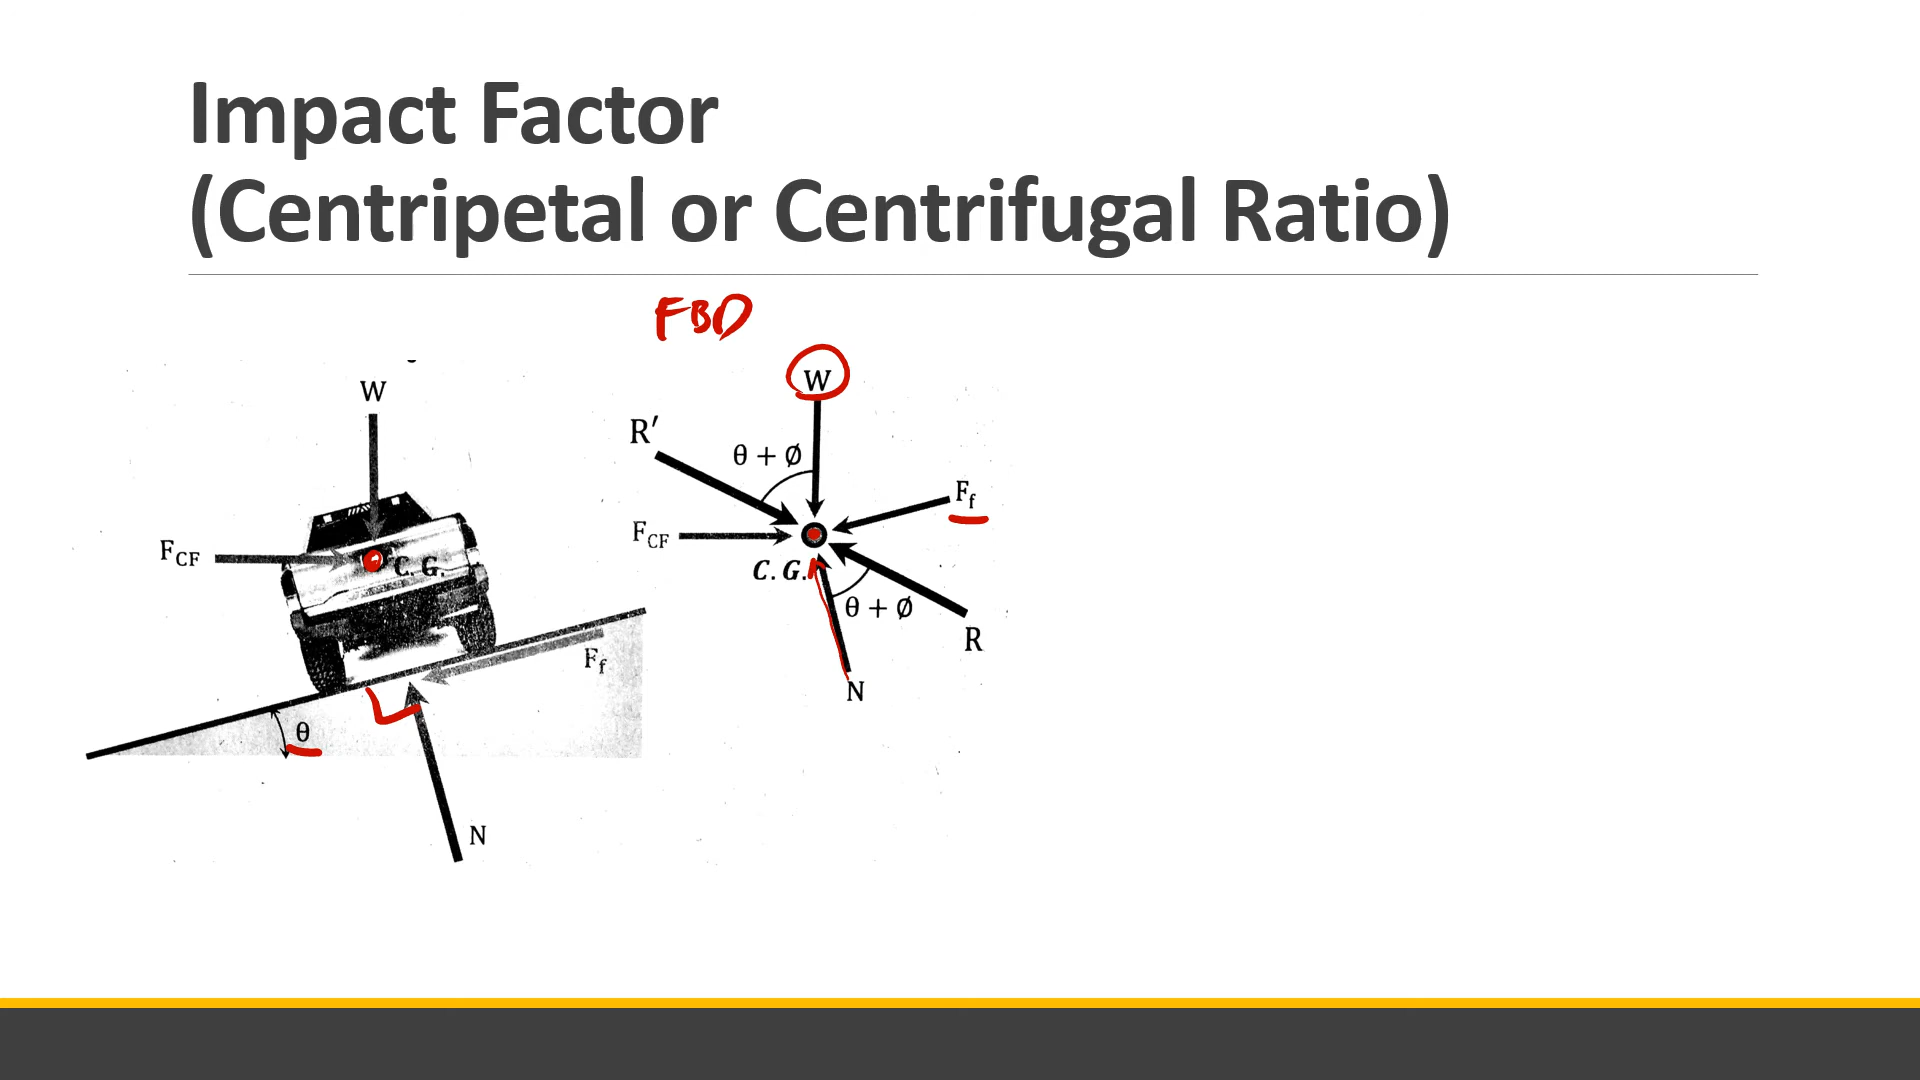 Impact Factor
(Centripetal or Centrifugal Ratio)
FBD
W
F_CF
C. G.
F_f
θ
N
W
R′
θ + Ø
F_f
F_CF
C. G.
θ + Ø
R
N